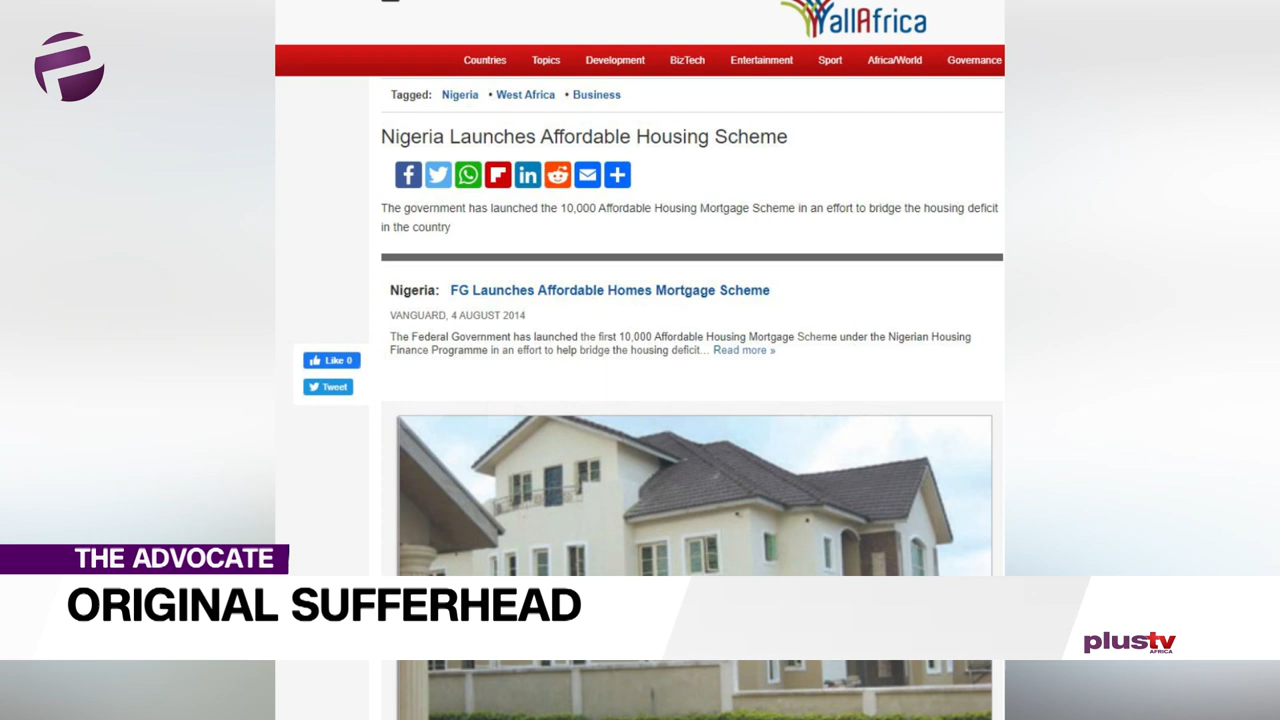 allAfrica
Countries Topics Development BizTech Entertainment Sport Africa/World Governance
Tagged: Nigeria • West Africa • Business
Nigeria Launches Affordable Housing Scheme
The government has launched the 10,000 Affordable Housing Mortgage Scheme in an effort to bridge the housing deficit
in the country
Nigeria: FG Launches Affordable Homes Mortgage Scheme
VANGUARD, 4 AUGUST 2014
The Federal Government has launched the first 10,000 Affordable Housing Mortgage Scheme under the Nigerian Housing
Finance Programme in an effort to help bridge the housing deficit... Read more »
Like 0
Tweet
THE ADVOCATE
ORIGINAL SUFFERHEAD
plustv
AFRICA